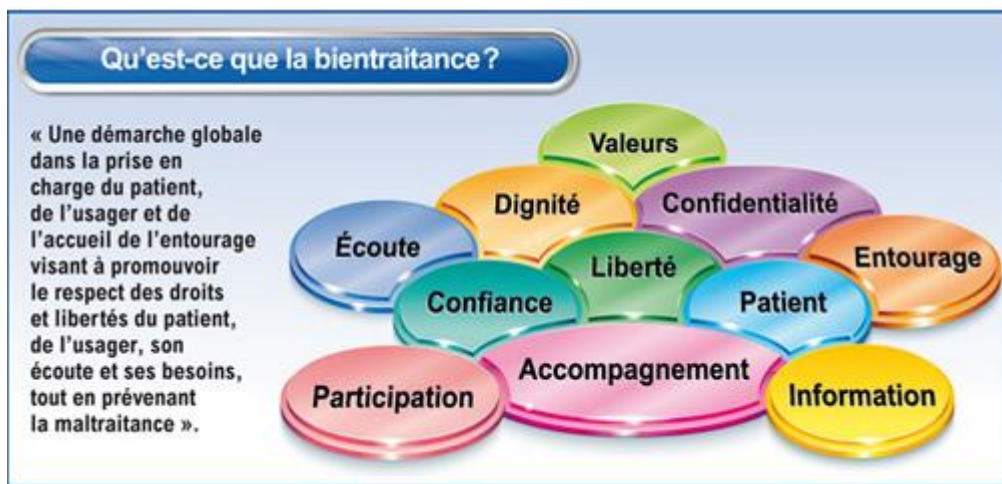 Qu'est-ce que la bientraitance ?
« Une démarche globale
dans la prise en
charge du patient,
de l'usager et de
l'accueil de l'entourage
visant à promouvoir
le respect des droits
et libertés du patient,
de l'usager, son
écoute et ses besoins,
tout en prévenant
la maltraitance ».
Valeurs
Dignité
Confidentialité
Écoute
Liberté
Entourage
Confiance
Patient
Accompagnement
Participation
Information